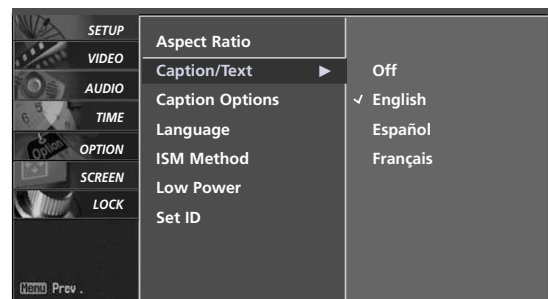 SETUP
VIDEO
AUDIO
TIME
OPTION
SCREEN
LOCK
Menu Prev.
Aspect Ratio
Caption/Text ►
Caption Options
Language
ISM Method
Low Power
Set ID
Off
✓ English
Español
Français